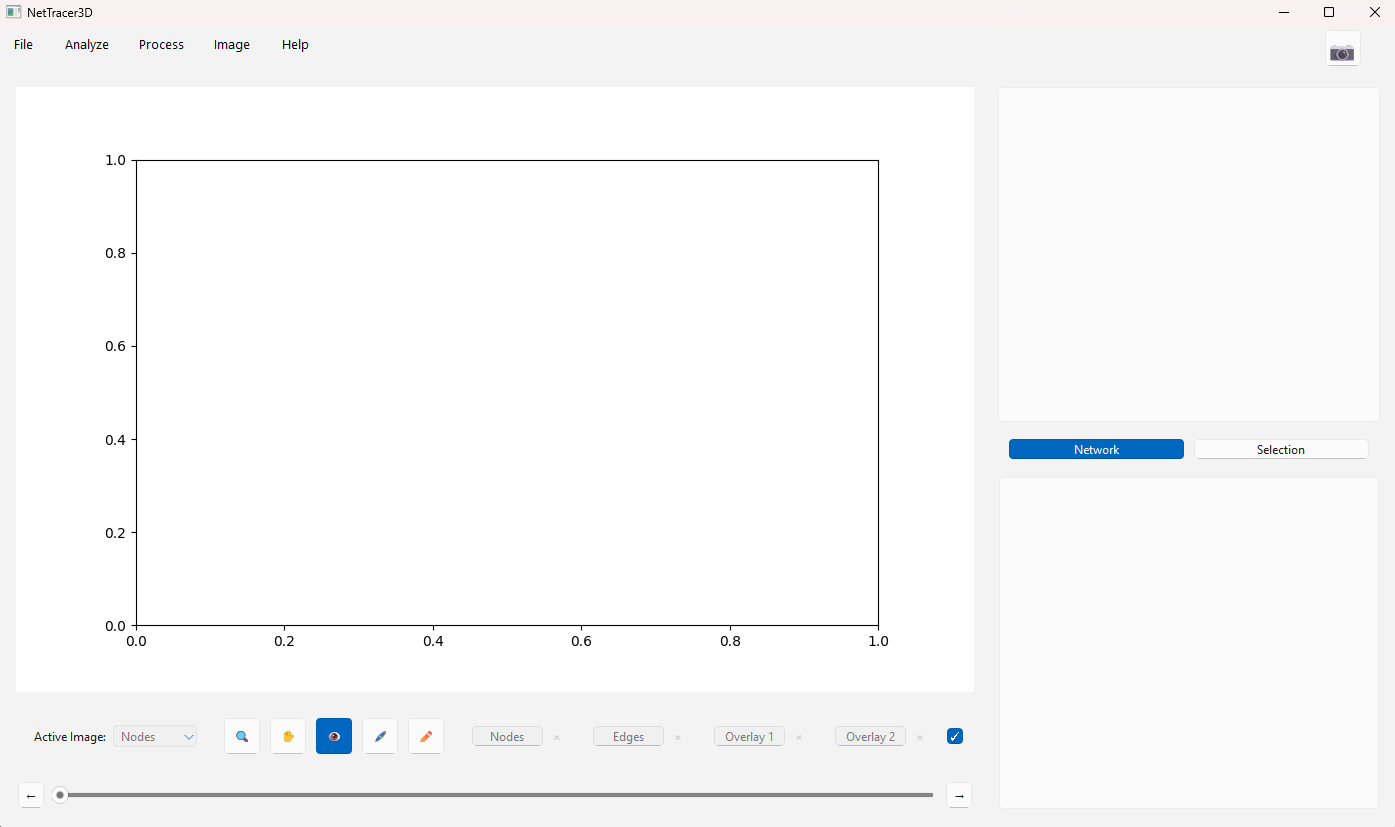 NetTracer3D
File Analyze Process Image Help
1.0
0.8
0.6
0.4
0.2
0.0
0.0 0.2 0.4 0.6 0.8 1.0
Network Selection
Active Image: Nodes Nodes × Edges × Overlay 1 × Overlay 2 ×
← →